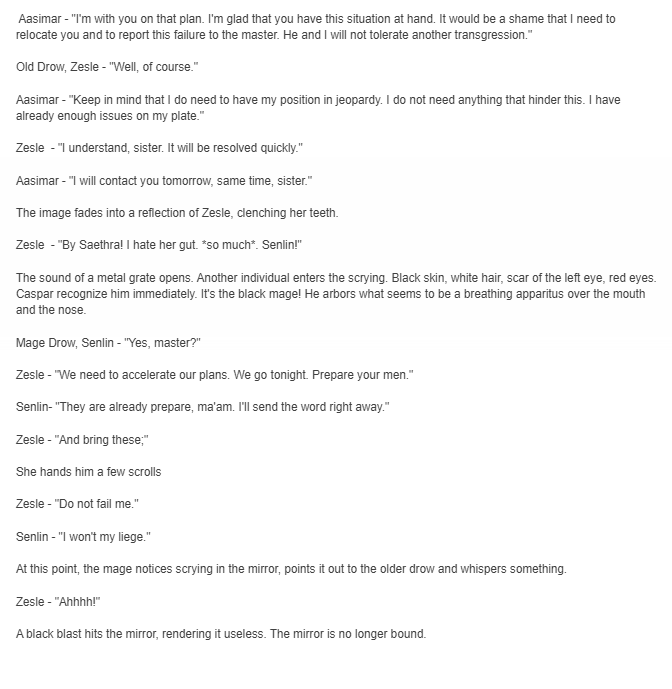 Aasimar - "I'm with you on that plan. I'm glad that you have this situation at hand. It would be a shame that I need to
relocate you and to report this failure to the master. He and I will not tolerate another transgression."
Old Drow, Zesle - "Well, of course."
Aasimar - "Keep in mind that I do need to have my position in jeopardy. I do not need anything that hinder this. I have
already enough issues on my plate."
Zesle  - "I understand, sister. It will be resolved quickly."
Aasimar - "I will contact you tomorrow, same time, sister."
The image fades into a reflection of Zesle, clenching her teeth.
Zesle  - "By Saethra! I hate her gut. *so much*. Senlin!"
The sound of a metal grate opens. Another individual enters the scrying. Black skin, white hair, scar of the left eye, red eyes.
Caspar recognize him immediately. It's the black mage! He arbors what seems to be a breathing apparitus over the mouth
and the nose.
Mage Drow, Senlin - "Yes, master?"
Zesle - "We need to accelerate our plans. We go tonight. Prepare your men."
Senlin- "They are already prepare, ma'am. I'll send the word right away."
Zesle - "And bring these;"
She hands him a few scrolls
Zesle - "Do not fail me."
Senlin - "I won't my liege."
At this point, the mage notices scrying in the mirror, points it out to the older drow and whispers something.
Zesle - "Ahhhh!"
A black blast hits the mirror, rendering it useless. The mirror is no longer bound.